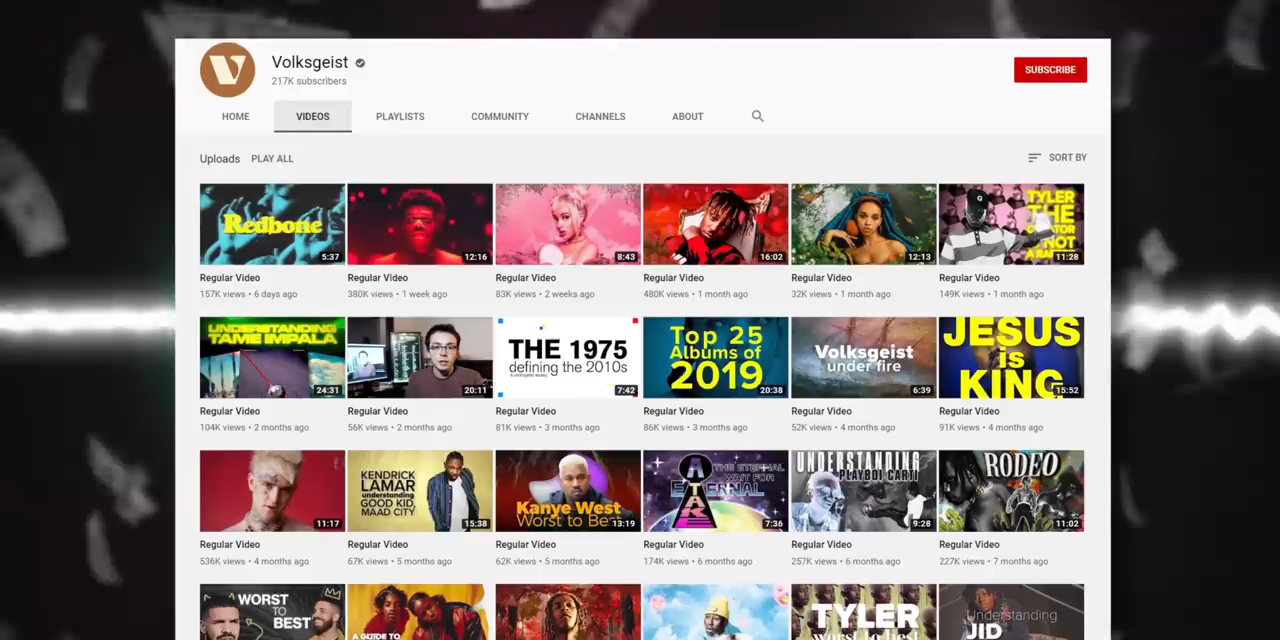 V
Volksgeist
217K subscribers
SUBSCRIBE
HOME VIDEOS PLAYLISTS COMMUNITY CHANNELS ABOUT
Uploads PLAY ALL SORT BY
Redbone
5:37
12:16
8:43
16:02
12:13
TYLER
THE
NOT
11:28
Regular Video Regular Video Regular Video Regular Video Regular Video Regular Video
157K views • 6 days ago 380K views • 1 week ago 83K views • 2 weeks ago 480K views • 1 month ago 32K views • 1 month ago 149K views • 1 month ago
UNDERSTANDING
TAME IMPALA
24:31
20:11
THE 1975
defining the 2010s
7:42
Top 25
Albums of
2019
20:38
Volksgeist
under fire
6:39
JESUS
is
KING
15:52
Regular Video Regular Video Regular Video Regular Video Regular Video Regular Video
104K views • 2 months ago 56K views • 2 months ago 81K views • 3 months ago 86K views • 3 months ago 52K views • 4 months ago 91K views • 4 months ago
11:17
KENDRICK
LAMAR
understanding
GOOD KID,
MAAD CITY
15:38
Kanye West
Worst to Best
13:19
THE ETERNAL
WAIT FOR
ETERNAL
ATAKE
7:36
UNDERSTANDING
PLAYBOI CARTI
9:28
RODEO
11:02
Regular Video Regular Video Regular Video Regular Video Regular Video Regular Video
536K views • 4 months ago 67K views • 5 months ago 62K views • 5 months ago 174K views • 6 months ago 257K views • 6 months ago 227K views • 7 months ago
WORST
TO
BEST
A GUIDE TO
TYLER
worst to best
Understanding
JID